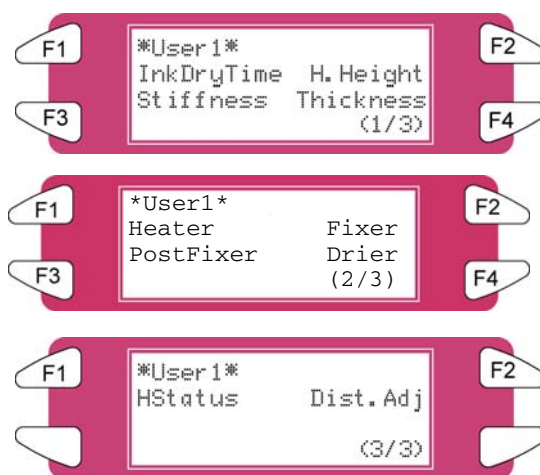 F1 F2
*User1*
InkDryTime H.Height
Stiffness Thickness
F3 (1/3) F4
F1 *User1* F2
Heater Fixer
PostFixer Drier
F3 (2/3) F4
F1 *User1* F2
HStatus Dist.Adj
(3/3)